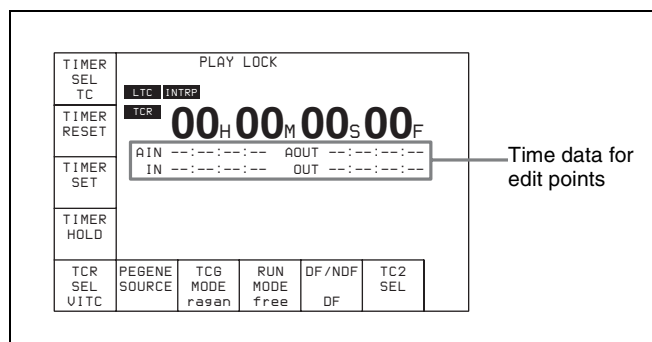 PLAY LOCK
TIMER
SEL
TC
LTC INTRP
TIMER
RESET
TCR 00H 00M 00S 00F
AIN --:--:--:-- AOUT --:--:--:--
IN --:--:--:-- OUT --:--:--:--
Time data for
edit points
TIMER
SET
TIMER
HOLD
TCR
SEL
VITC
PEGENE
SOURCE
TCG
MODE
ragan
RUN
MODE
free
DF/NDF
DF
TC2
SEL